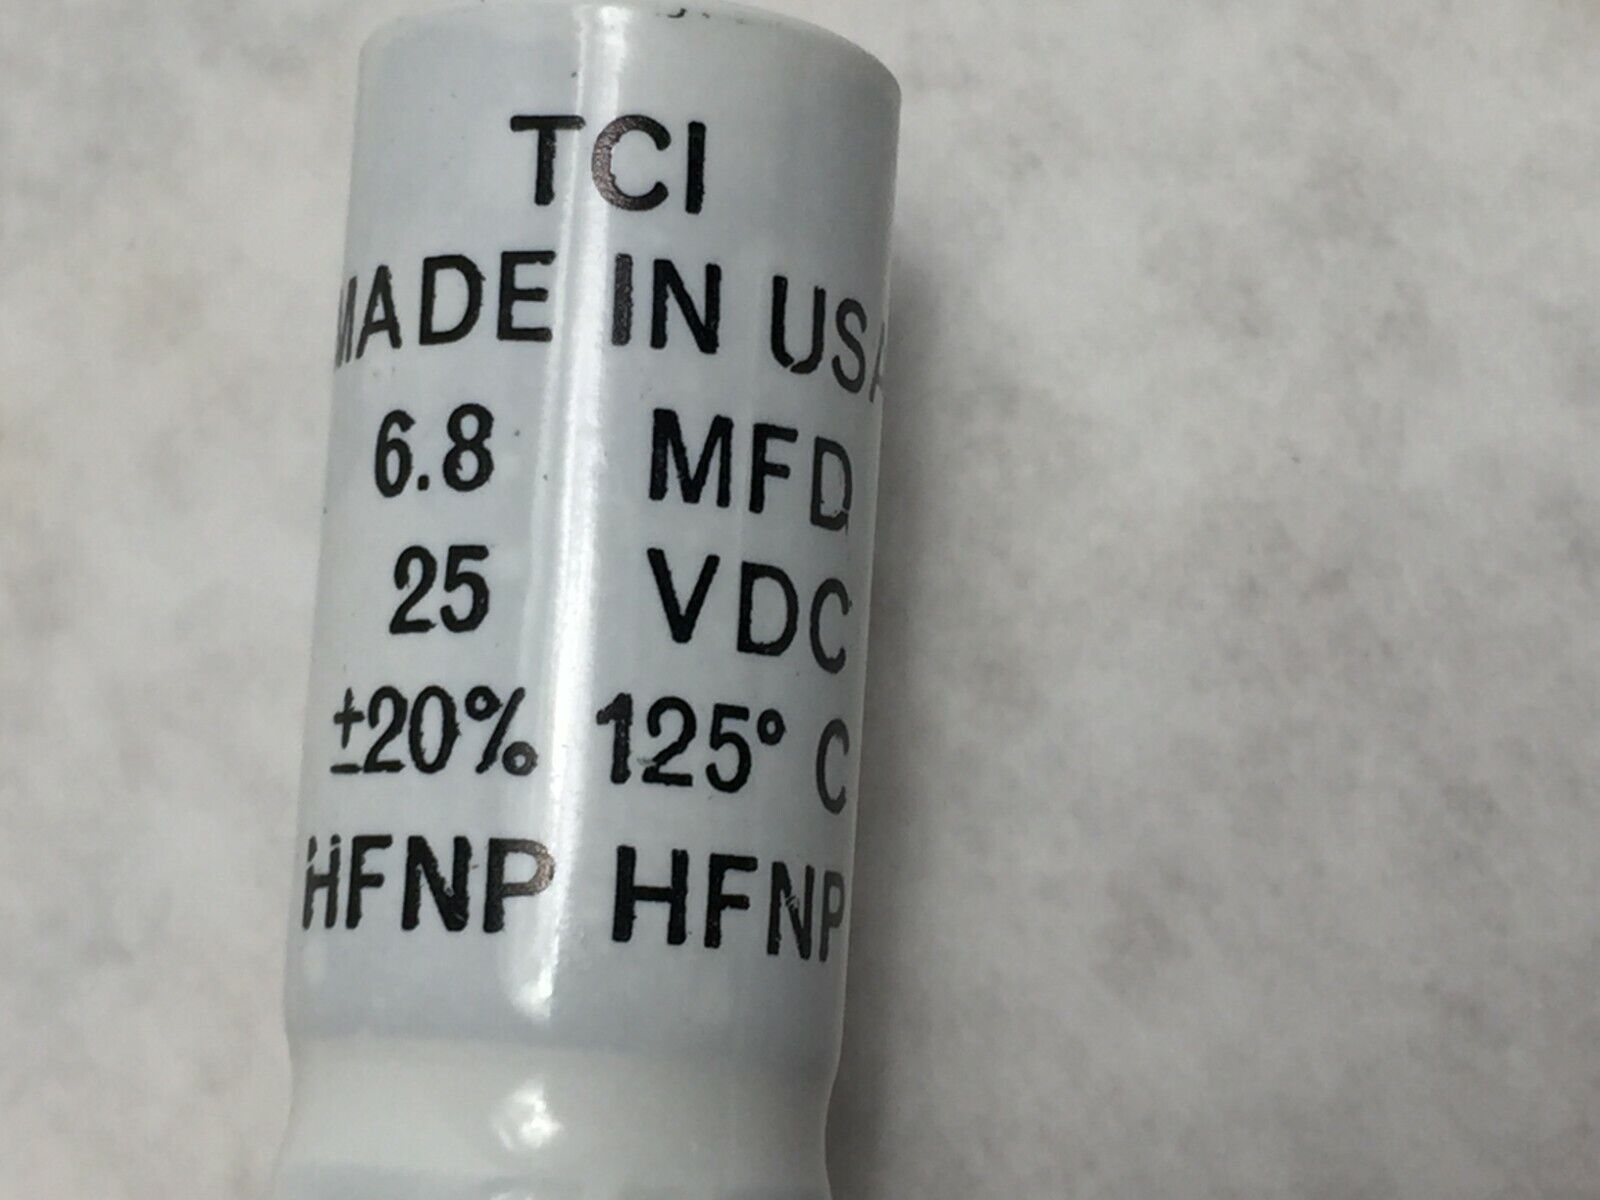 TCI
MADE IN USA
6.8 MFD
25 VDC
±20% 125° C
HFNP HFNP